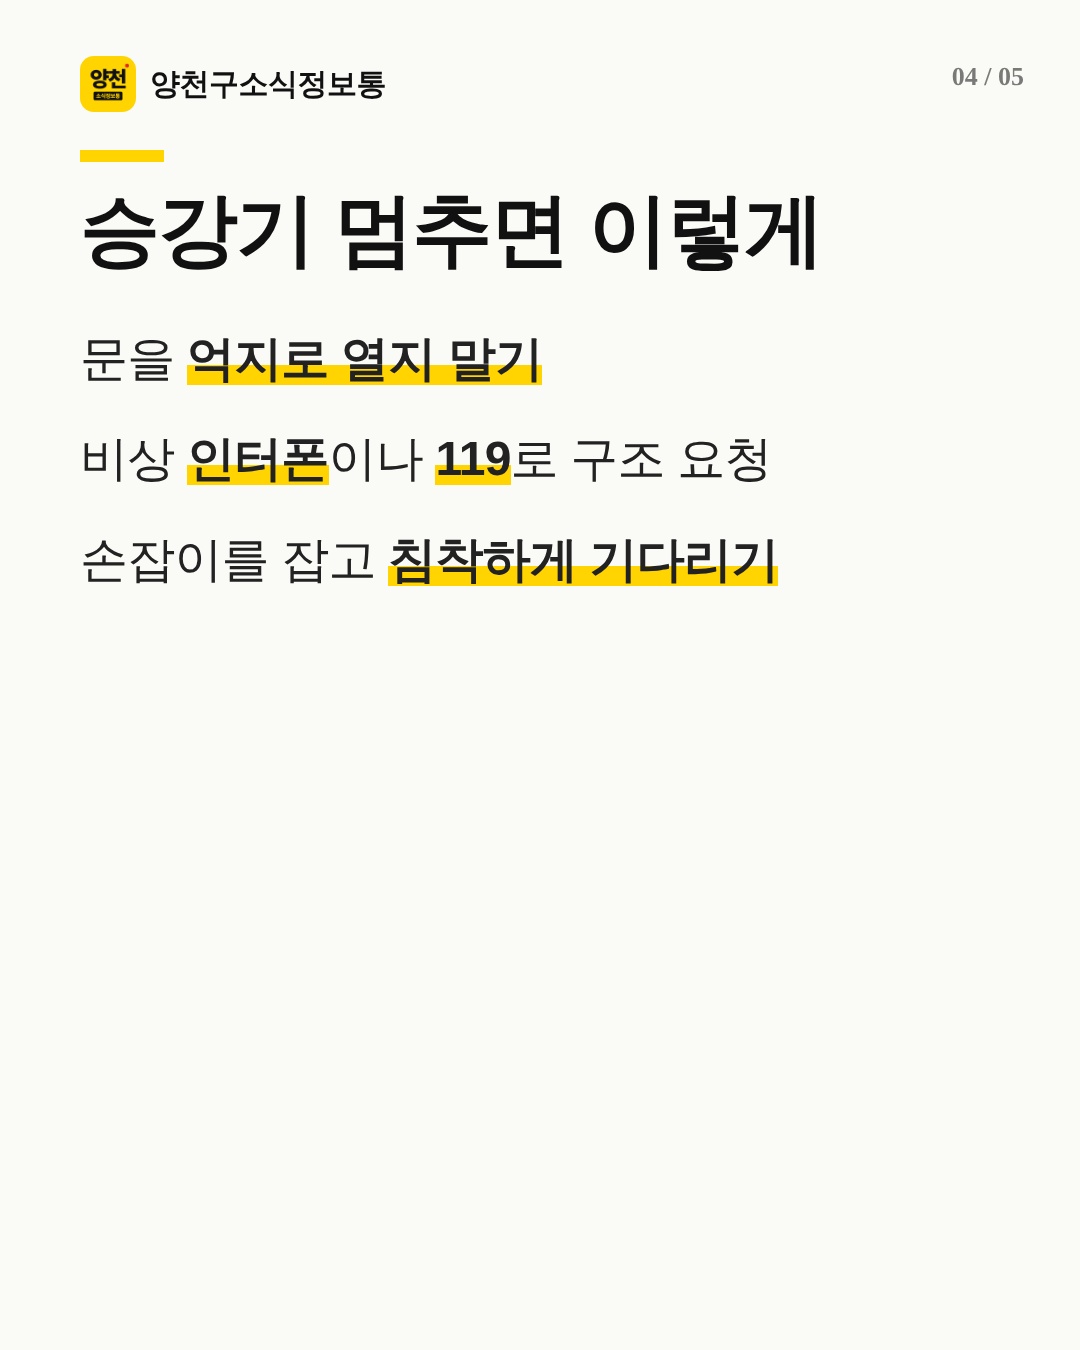 양천
소식정보통
양천구소식정보통
04 / 05
승강기 멈추면 이렇게
문을 억지로 열지 말기
비상 인터폰이나 119로 구조 요청
손잡이를 잡고 침착하게 기다리기